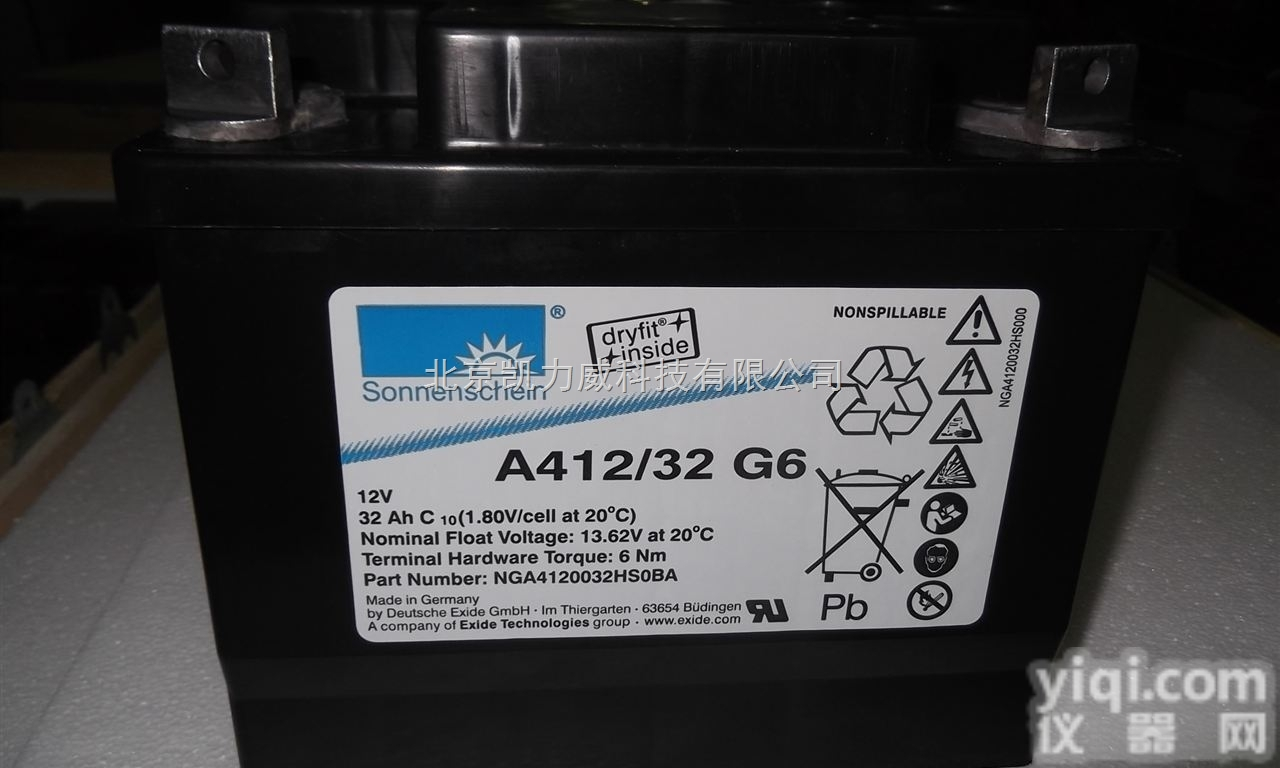 ®
dryfit®
inside
Sonnenschein
北京凯力威科技有限公司
NONSPILLABLE
NGA4120032HS000
A412/32 G6
12V
32 Ah C 10(1.80V/cell at 20°C)
Nominal Float Voltage: 13.62V at 20°C
Terminal Hardware Torque: 6 Nm
Part Number: NGA4120032HS0BA
Made in Germany
by Deutsche Exide GmbH · Im Thiergarten · 63654 Büdingen
A company of Exide Technologies group · www.exide.com
Pb
yiqi.com
仪器网